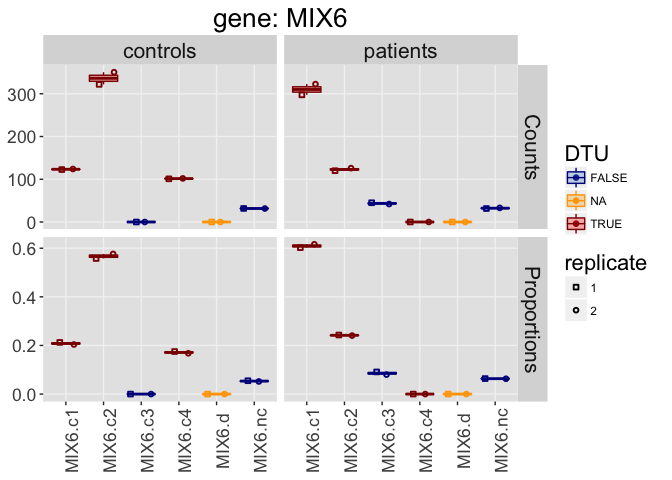 gene: MIX6
controls
patients
300
200
100
0
Counts
0.6
0.4
0.2
0.0
Proportions
MIX6.c1
MIX6.c2
MIX6.c3
MIX6.c4
MIX6.d
MIX6.nc
MIX6.c1
MIX6.c2
MIX6.c3
MIX6.c4
MIX6.d
MIX6.nc
DTU
FALSE
NA
TRUE
replicate
1
2